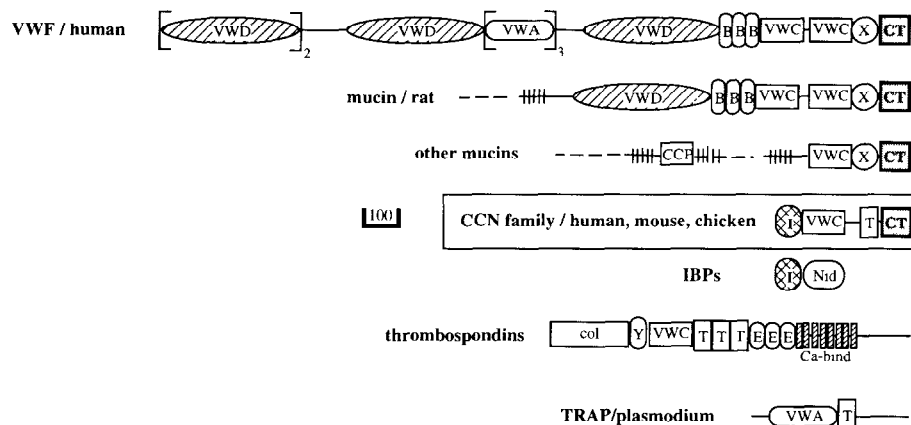 VWF / human VWD 2 VWD VWA 3 VWD B B B VWC VWC X CT
mucin / rat VWD B B B VWC VWC X CT
other mucins CCP VWC X CT
100 CCN family / human, mouse, chicken I VWC T CT
IBPs I Nid
thrombospondins col Y VWC T T T E E E
Ca-bind
TRAP/plasmodium VWA T